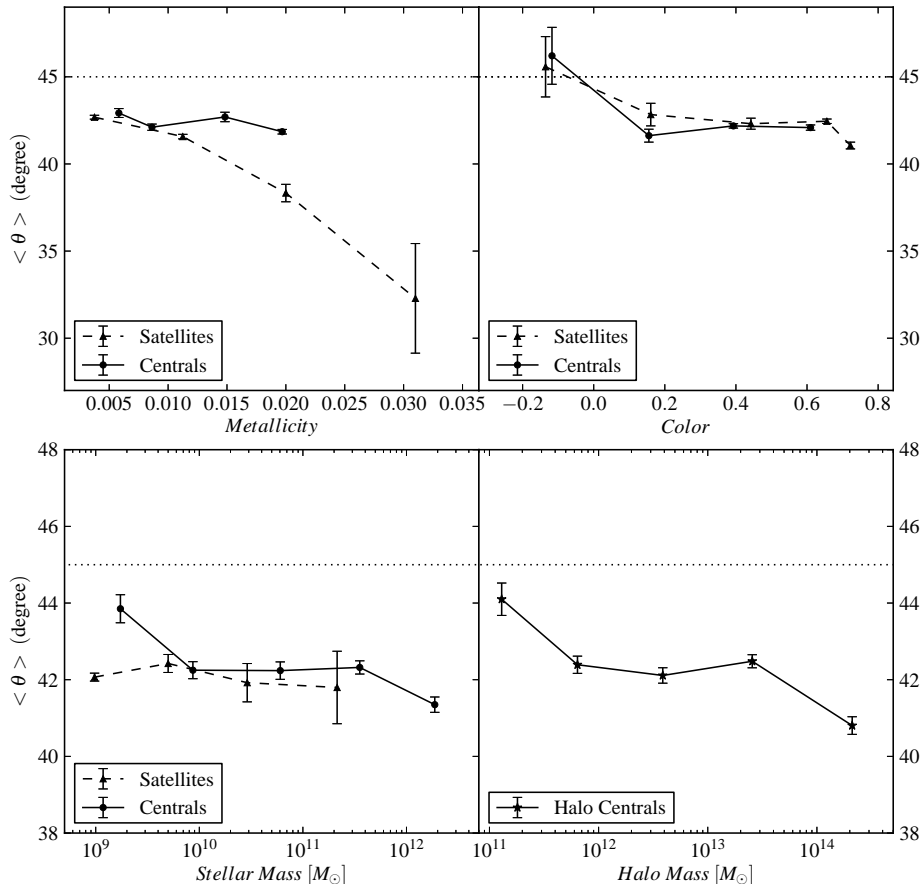 45
40
35
30
< θ > (degree)
Satellites
Centrals
0.005 0.010 0.015 0.020 0.025 0.030 0.035
Metallicity
45
40
35
30
Satellites
Centrals
−0.2 0.0 0.2 0.4 0.6 0.8
Color
48
46
44
42
40
38
< θ > (degree)
Satellites
Centrals
10^9 10^10 10^11 10^12
Stellar Mass [M⊙]
48
46
44
42
40
38
Halo Centrals
10^11 10^12 10^13 10^14
Halo Mass [M⊙]